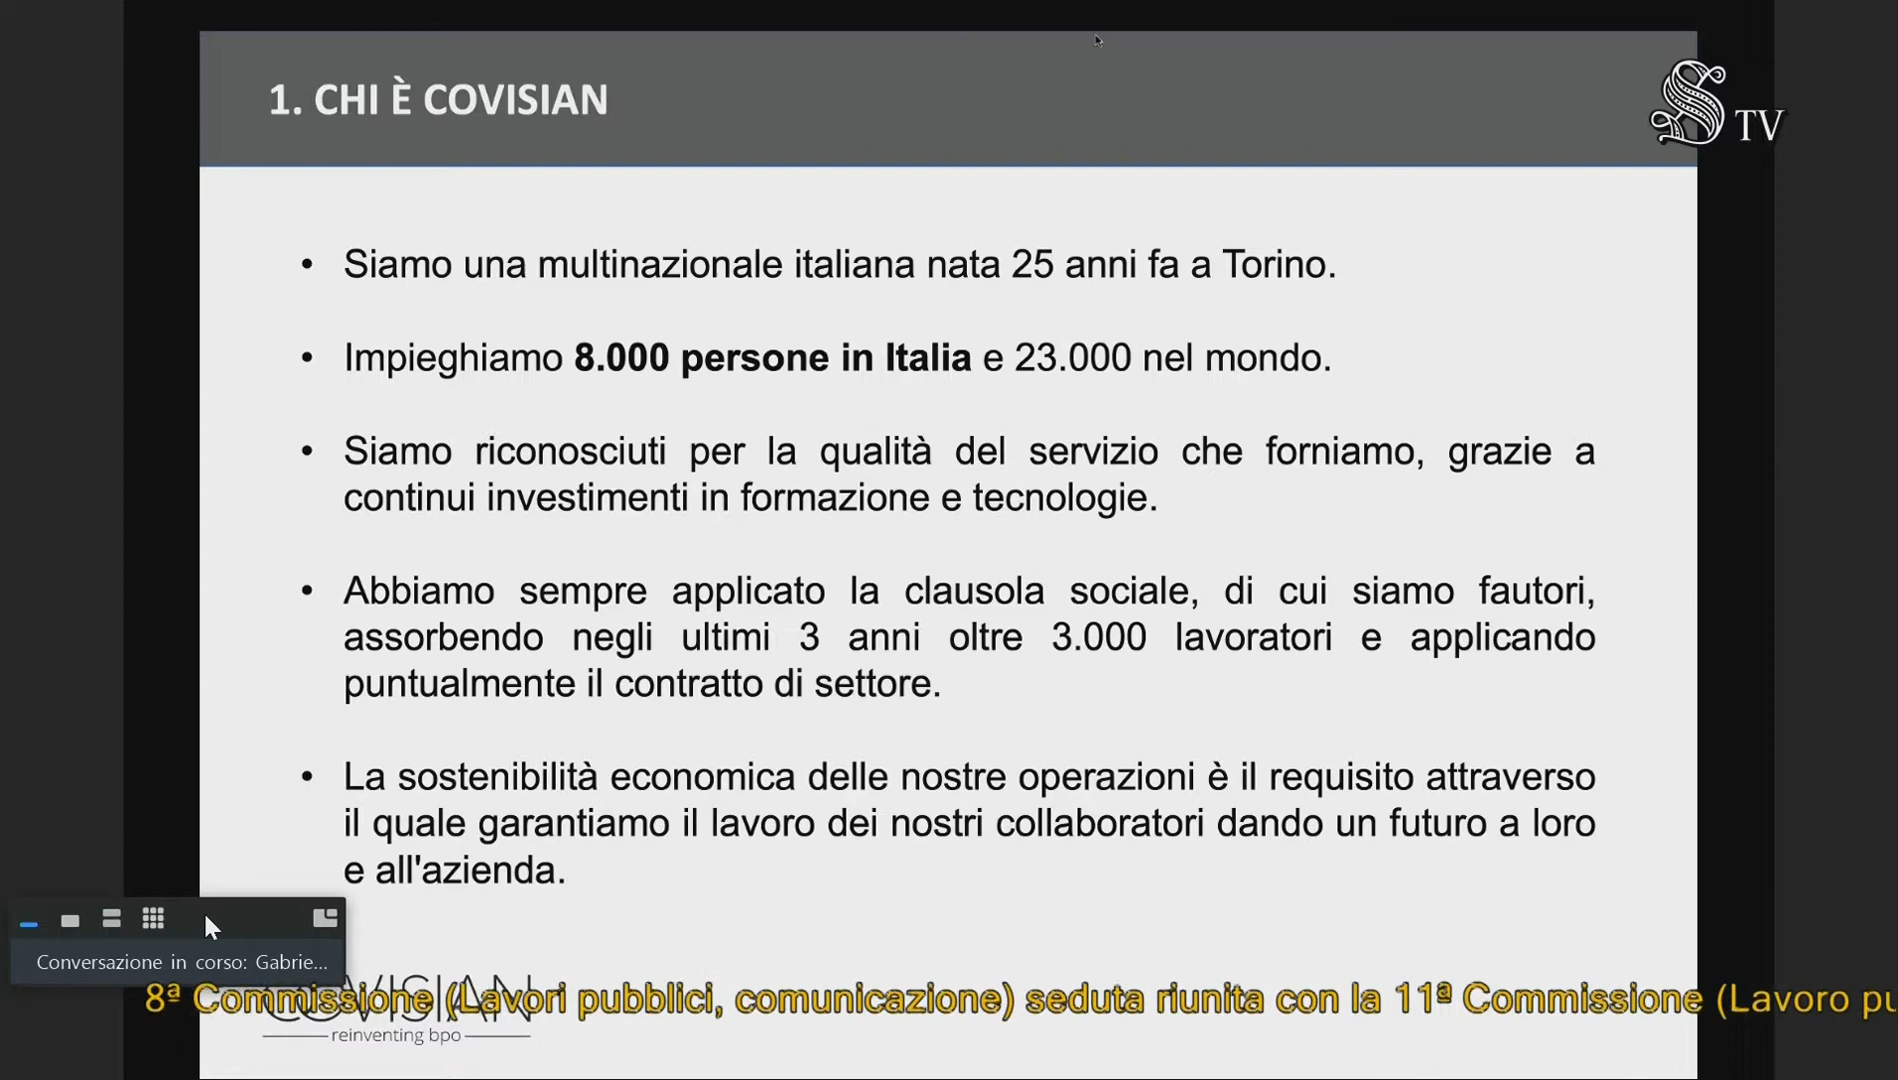 1. CHI È COVISIAN
TV
• Siamo una multinazionale italiana nata 25 anni fa a Torino.
• Impieghiamo 8.000 persone in Italia e 23.000 nel mondo.
• Siamo riconosciuti per la qualità del servizio che forniamo, grazie a
continui investimenti in formazione e tecnologie.
• Abbiamo sempre applicato la clausola sociale, di cui siamo fautori,
assorbendo negli ultimi 3 anni oltre 3.000 lavoratori e applicando
puntualmente il contratto di settore.
• La sostenibilità economica delle nostre operazioni è il requisito attraverso
il quale garantiamo il lavoro dei nostri collaboratori dando un futuro a loro
e all'azienda.
Conversazione in corso: Gabrie...
COVISIAN
8ª Commissione (Lavori pubblici, comunicazione) seduta riunita con la 11ª Commissione (Lavoro pu
reinventing bpo